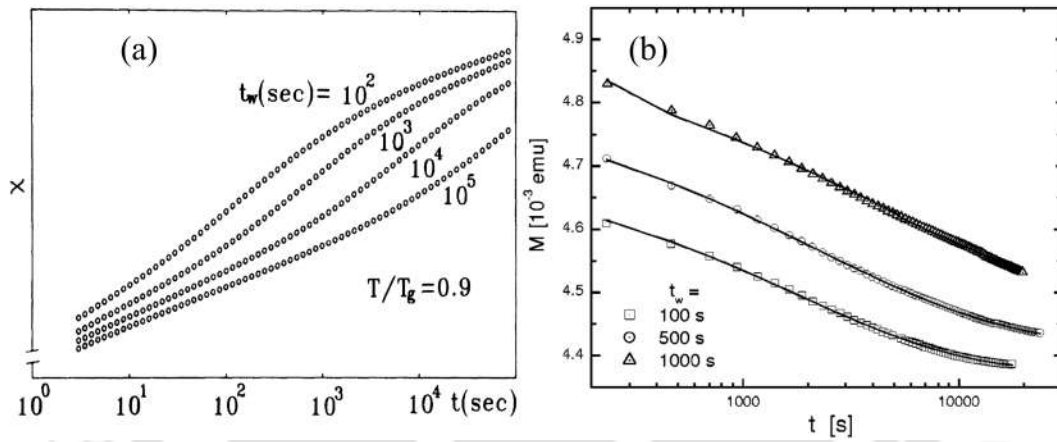 (a)
t_w(sec)= 10^2
10^3
10^4
10^5
T/T_g=0.9
χ
10^0 10^1 10^2 10^3 10^4 t(sec)
(b)
4.9
4.8
4.7
4.6
4.5
4.4
M [10^-3 emu]
t_w =
100 s
500 s
1000 s
1000 10000
t [s]